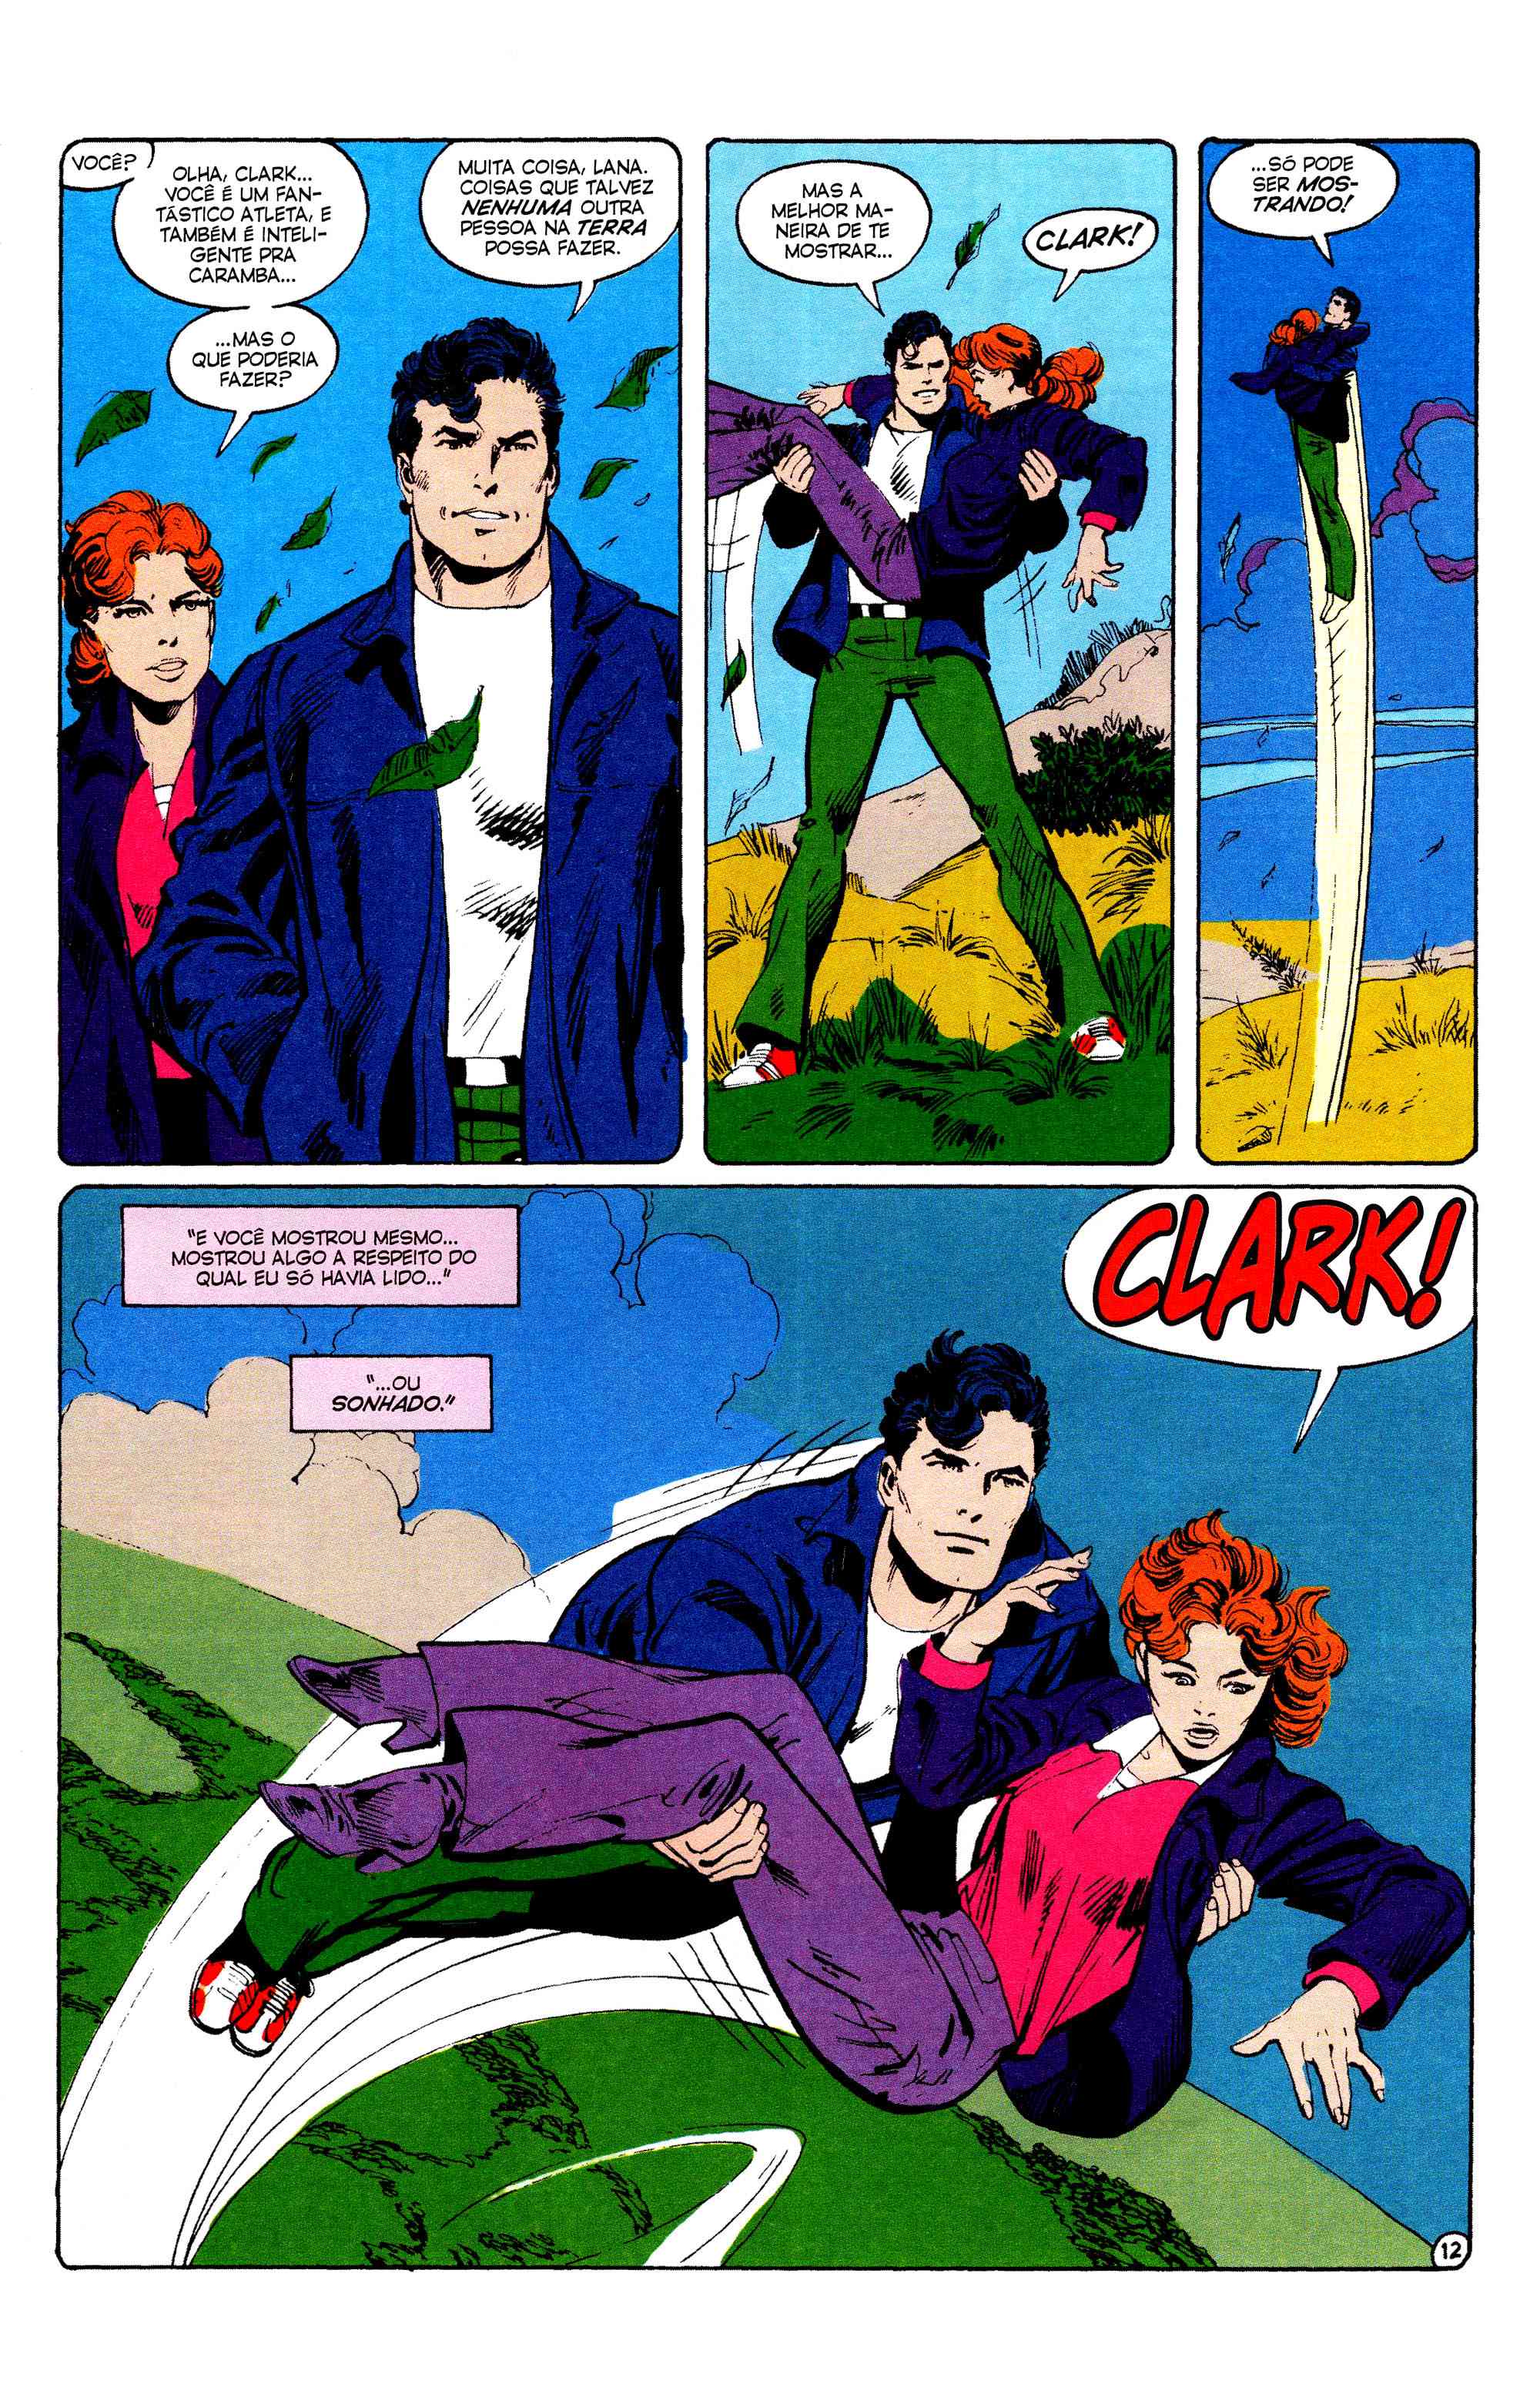 VOCÊ?
OLHA, CLARK...
VOCÊ É UM FAN-
TÁSTICO ATLETA, E
TAMBÉM É INTELI-
GENTE PRA
CARAMBA...
...MAS O
QUE PODERIA
FAZER?
MUITA COISA, LANA.
COISAS QUE TALVEZ
NENHUMA OUTRA
PESSOA NA TERRA
POSSA FAZER.
MAS A
MELHOR MA-
NEIRA DE TE
MOSTRAR...
CLARK!
...SÓ PODE
SER MOS-
TRANDO!
"E VOCÊ MOSTROU MESMO...
MOSTROU ALGO A RESPEITO DO
QUAL EU SÓ HAVIA LIDO..."
"...OU
SONHADO."
CLARK!
12